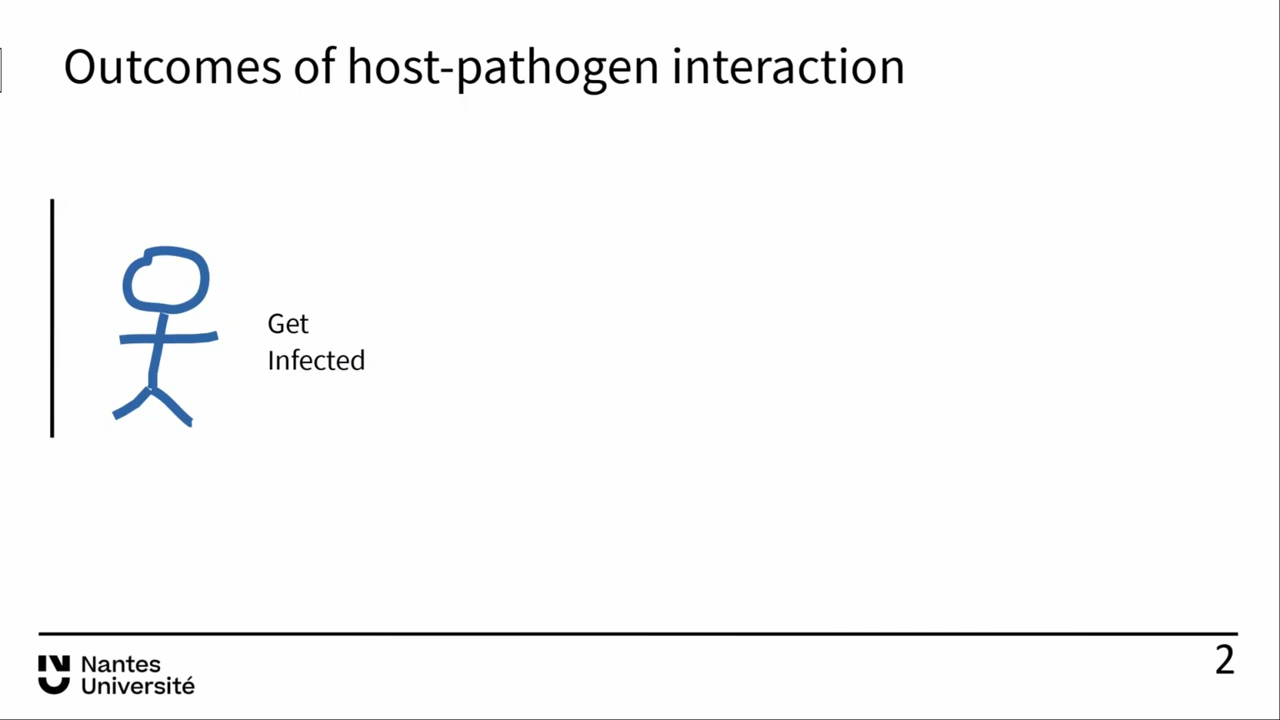 Outcomes of host-pathogen interaction
Get
Infected
Nantes
Université
2